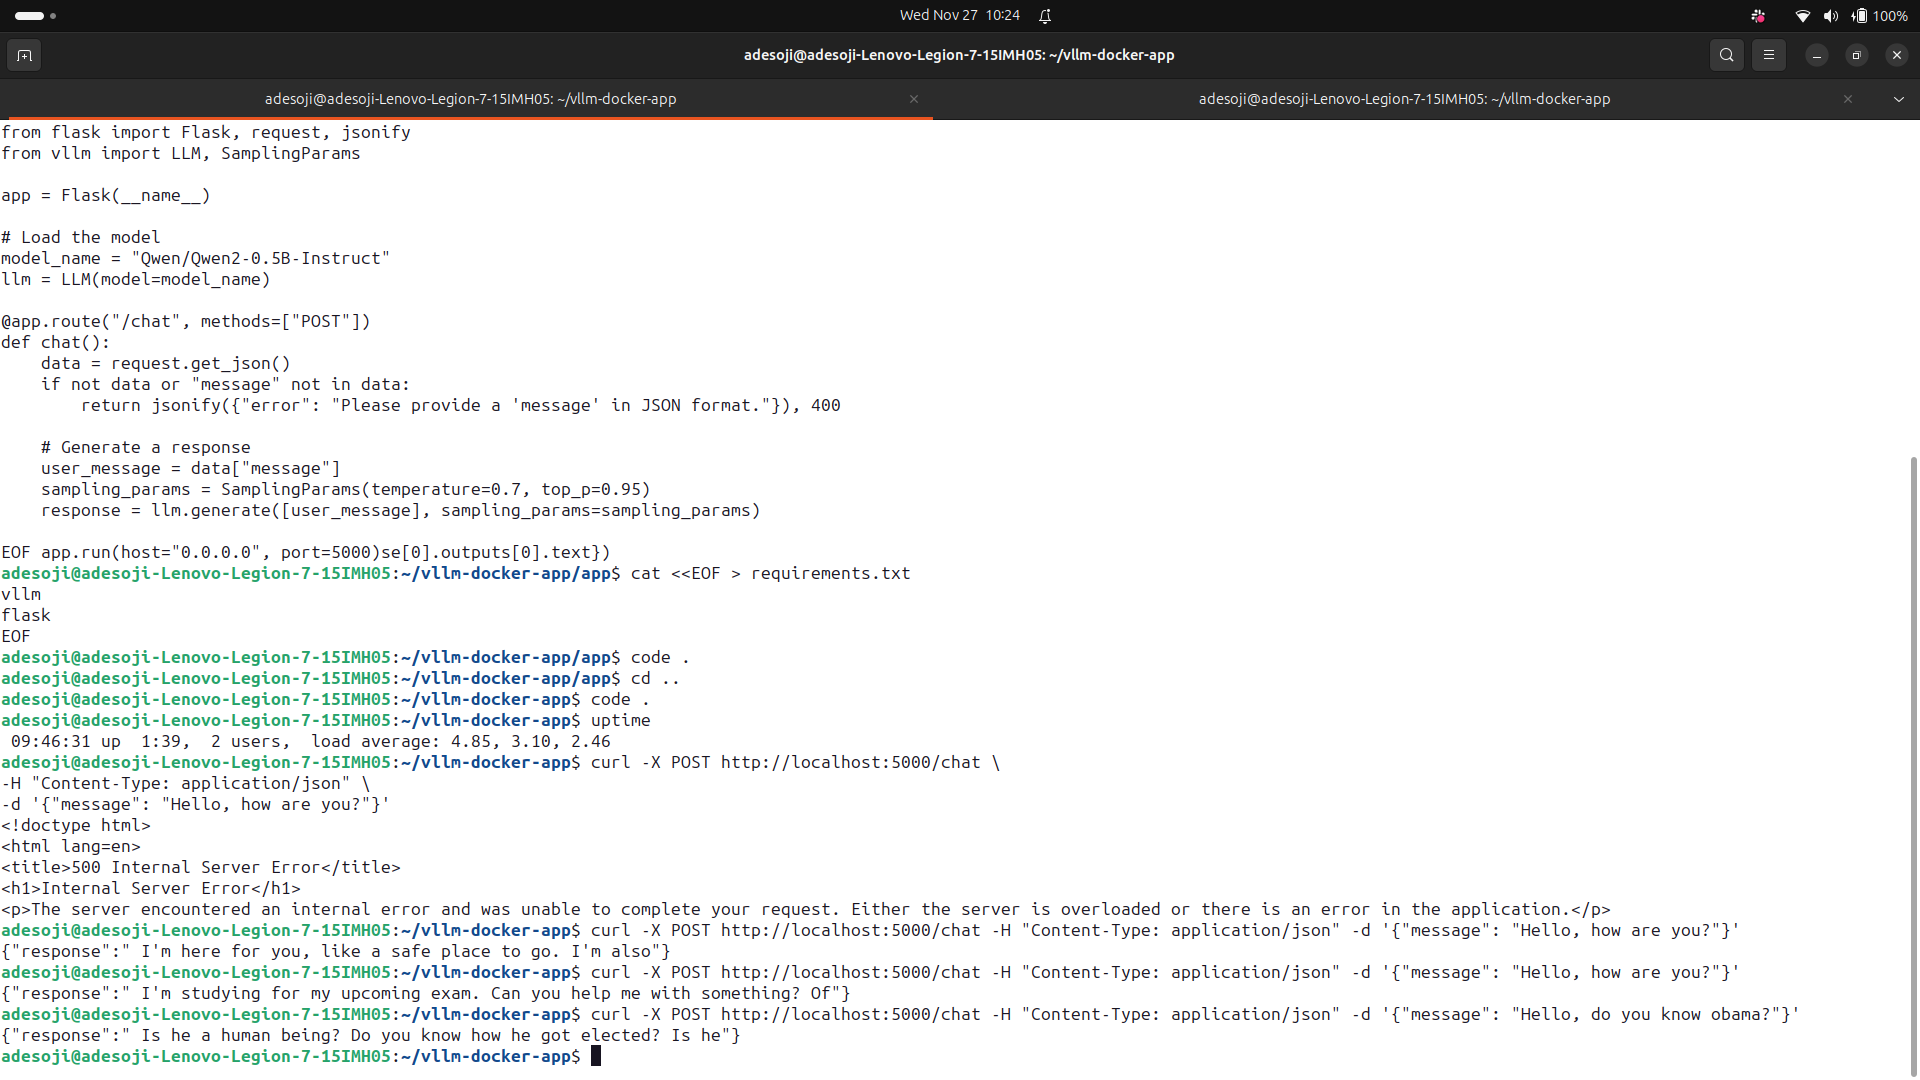 Wed Nov 27 10:24
100%
adesoji@adesoji-Lenovo-Legion-7-15IMH05: ~/vllm-docker-app
adesoji@adesoji-Lenovo-Legion-7-15IMH05: ~/vllm-docker-app
adesoji@adesoji-Lenovo-Legion-7-15IMH05: ~/vllm-docker-app
from flask import Flask, request, jsonify
from vllm import LLM, SamplingParams
app = Flask(__name__)
# Load the model
model_name = "Qwen/Qwen2-0.5B-Instruct"
llm = LLM(model=model_name)
@app.route("/chat", methods=["POST"])
def chat():
    data = request.get_json()
    if not data or "message" not in data:
        return jsonify({"error": "Please provide a 'message' in JSON format."}), 400
    # Generate a response
    user_message = data["message"]
    sampling_params = SamplingParams(temperature=0.7, top_p=0.95)
    response = llm.generate([user_message], sampling_params=sampling_params)
EOF app.run(host="0.0.0.0", port=5000)se[0].outputs[0].text})
adesoji@adesoji-Lenovo-Legion-7-15IMH05:~/vllm-docker-app/app$ cat <<EOF > requirements.txt
vllm
flask
EOF
adesoji@adesoji-Lenovo-Legion-7-15IMH05:~/vllm-docker-app/app$ code .
adesoji@adesoji-Lenovo-Legion-7-15IMH05:~/vllm-docker-app/app$ cd ..
adesoji@adesoji-Lenovo-Legion-7-15IMH05:~/vllm-docker-app$ code .
adesoji@adesoji-Lenovo-Legion-7-15IMH05:~/vllm-docker-app$ uptime
 09:46:31 up  1:39,  2 users,  load average: 4.85, 3.10, 2.46
adesoji@adesoji-Lenovo-Legion-7-15IMH05:~/vllm-docker-app$ curl -X POST http://localhost:5000/chat \
-H "Content-Type: application/json" \
-d '{"message": "Hello, how are you?"}'
<!doctype html>
<html lang=en>
<title>500 Internal Server Error</title>
<h1>Internal Server Error</h1>
<p>The server encountered an internal error and was unable to complete your request. Either the server is overloaded or there is an error in the application.</p>
adesoji@adesoji-Lenovo-Legion-7-15IMH05:~/vllm-docker-app$ curl -X POST http://localhost:5000/chat -H "Content-Type: application/json" -d '{"message": "Hello, how are you?"}'
{"response":" I'm here for you, like a safe place to go. I'm also"}
adesoji@adesoji-Lenovo-Legion-7-15IMH05:~/vllm-docker-app$ curl -X POST http://localhost:5000/chat -H "Content-Type: application/json" -d '{"message": "Hello, how are you?"}'
{"response":" I'm studying for my upcoming exam. Can you help me with something? Of"}
adesoji@adesoji-Lenovo-Legion-7-15IMH05:~/vllm-docker-app$ curl -X POST http://localhost:5000/chat -H "Content-Type: application/json" -d '{"message": "Hello, do you know obama?"}'
{"response":" Is he a human being? Do you know how he got elected? Is he"}
adesoji@adesoji-Lenovo-Legion-7-15IMH05:~/vllm-docker-app$